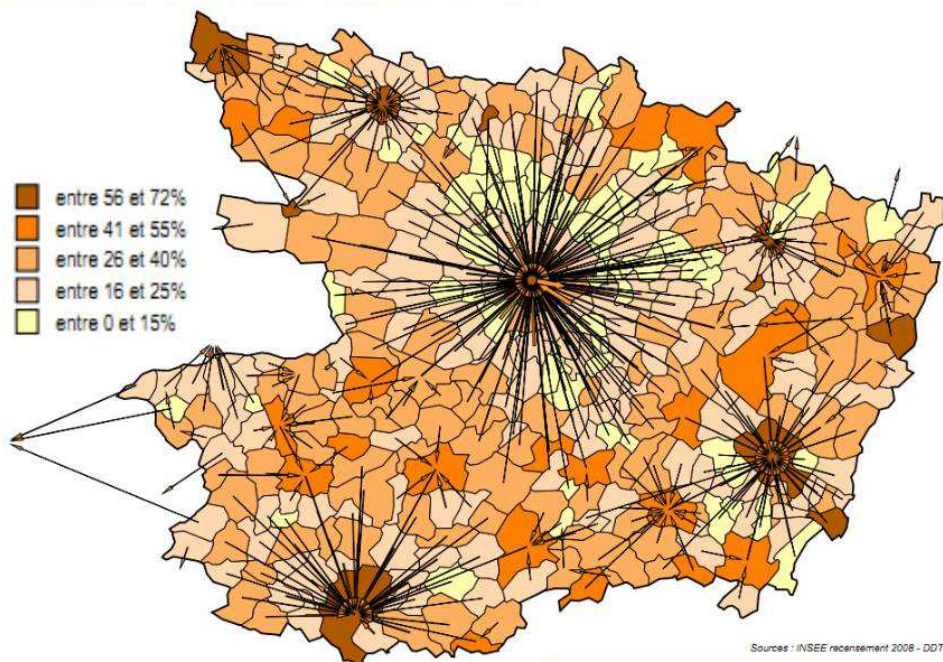 entre 56 et 72%
entre 41 et 55%
entre 26 et 40%
entre 16 et 25%
entre 0 et 15%
Sources : INSEE recensement 2008 - DDT